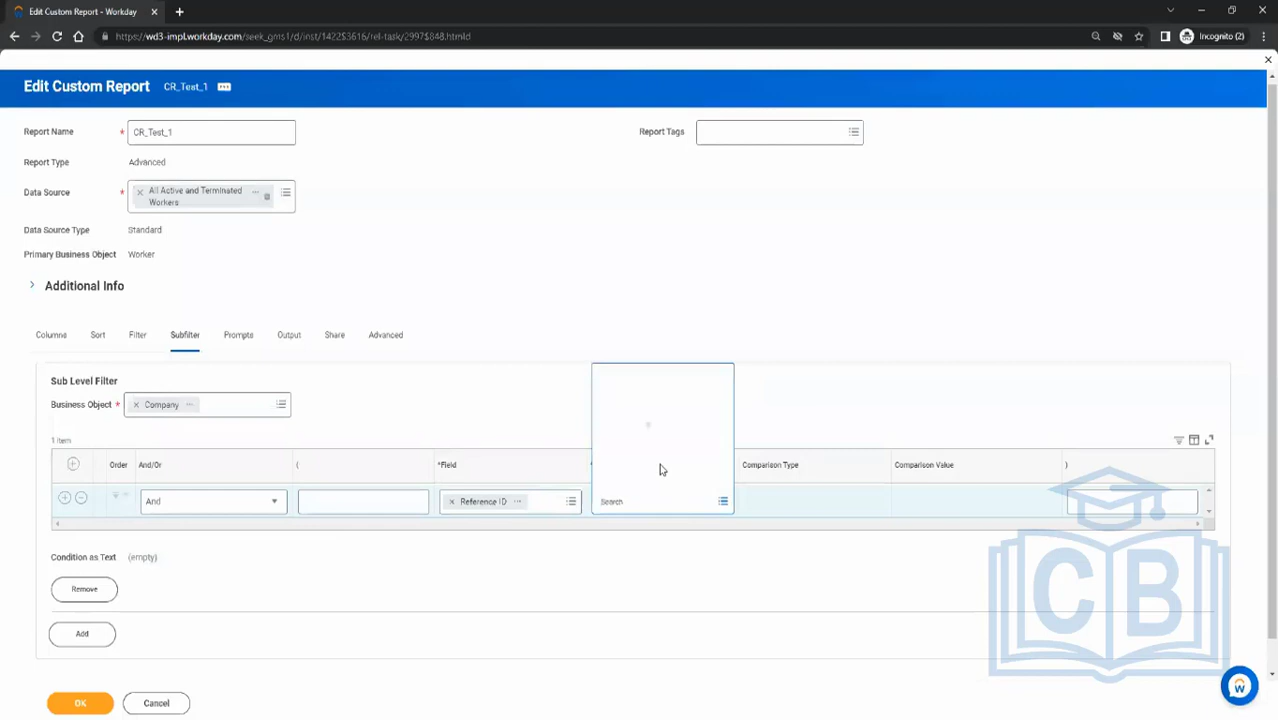 Edit Custom Report - Workday
https://wd3-impl.workday.com/seek_gms1/d/inst/1422$3616/rel-task/2997$848.htmld
Incognito (2)
Edit Custom Report CR_Test_1
Report Name * CR_Test_1
Report Tags
Report Type Advanced
Data Source * All Active and Terminated
Workers
Data Source Type Standard
Primary Business Object Worker
Additional Info
Columns Sort Filter Subfilter Prompts Output Share Advanced
Sub Level Filter
Business Object * Company
1 item
Order And/Or ( *Field Comparison Type Comparison Value )
And Reference ID Search
Condition as Text (empty)
Remove
Add
OK Cancel
CB